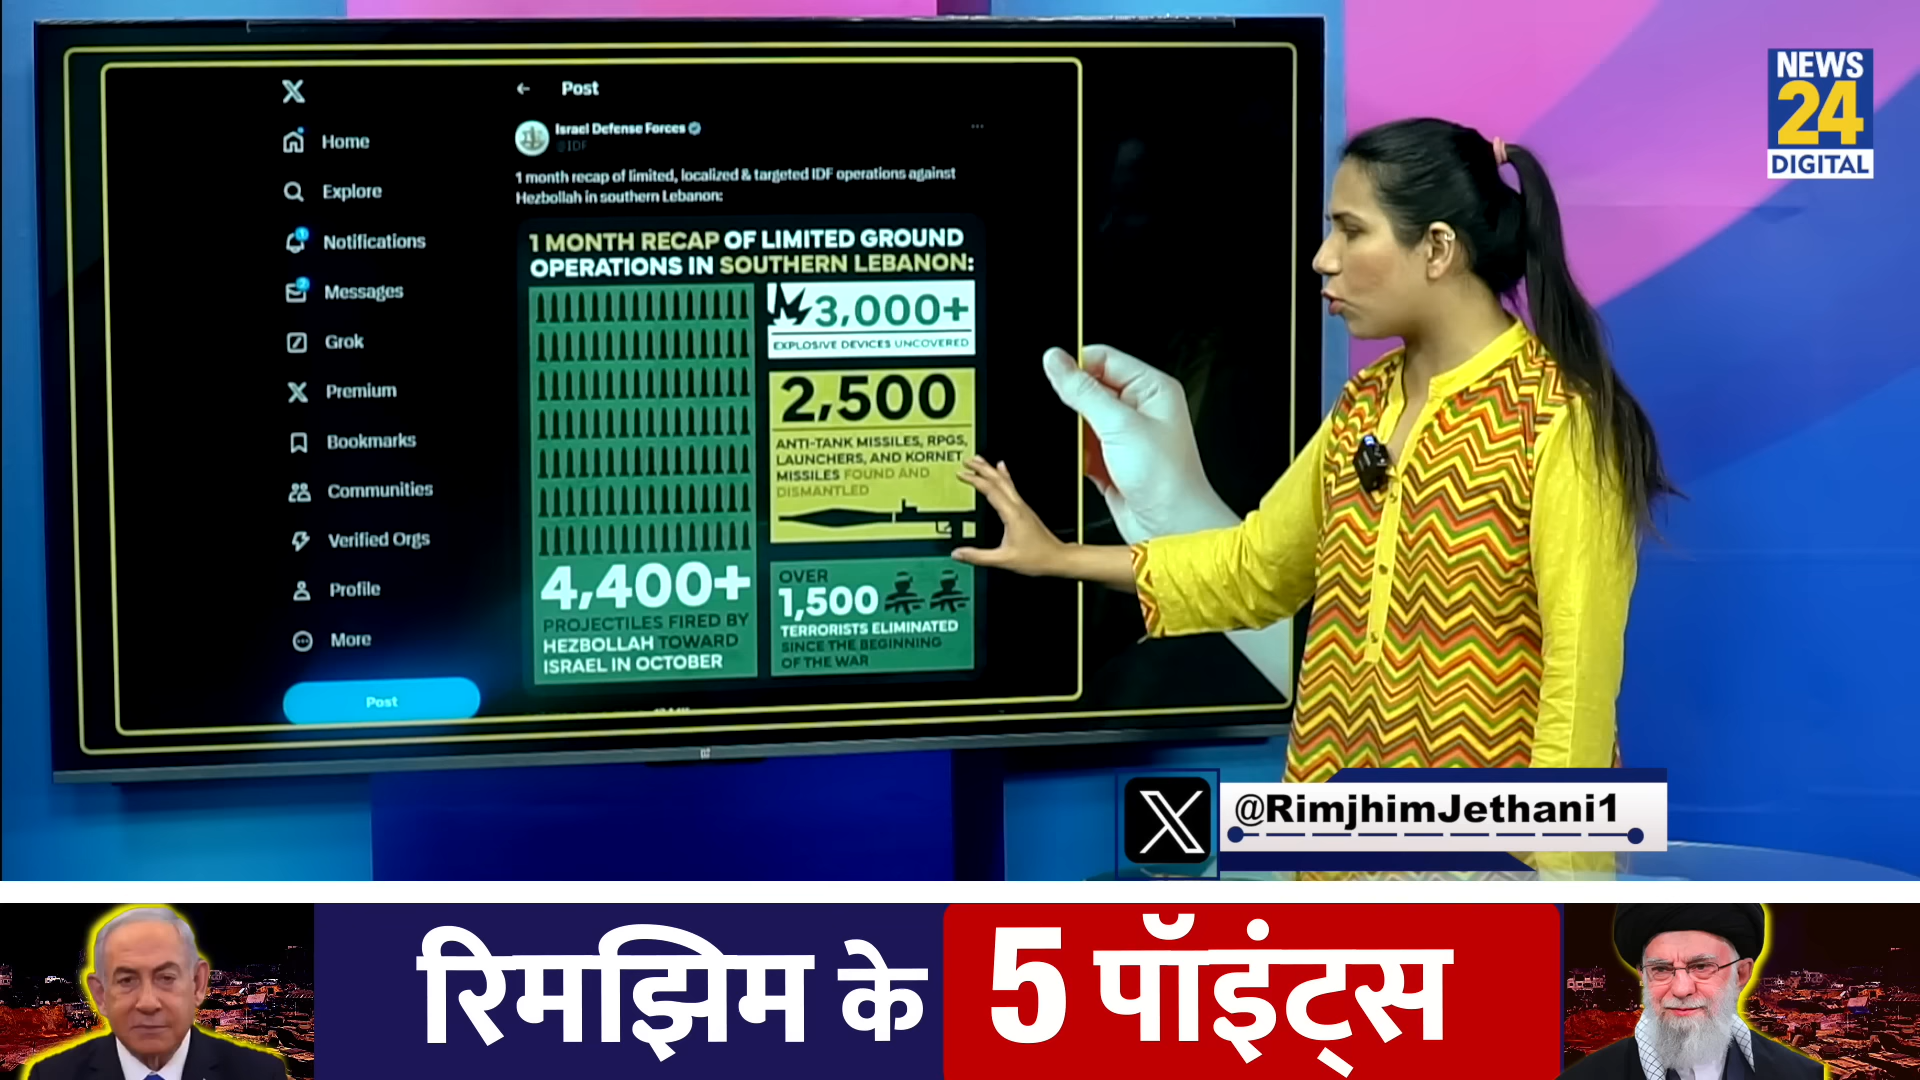 Home
Explore
Notifications
Messages
Grok
Premium
Bookmarks
Communities
Verified Orgs
Profile
More
Post
Post
Israel Defense Forces
@IDF
1 month recap of limited, localized & targeted IDF operations against
Hezbollah in southern Lebanon:
1 MONTH RECAP OF LIMITED GROUND
OPERATIONS IN SOUTHERN LEBANON:
4,400+
PROJECTILES FIRED BY
HEZBOLLAH TOWARD
ISRAEL IN OCTOBER
3,000+
EXPLOSIVE DEVICES UNCOVERED
2,500
ANTI-TANK MISSILES, RPGS,
LAUNCHERS, AND KORNET
MISSILES FOUND AND
DISMANTLED
OVER
1,500
TERRORISTS ELIMINATED
SINCE THE BEGINNING
OF THE WAR
NEWS
24
DIGITAL
@RimjhimJethani1
रिमझिम के 5 पॉइंट्स